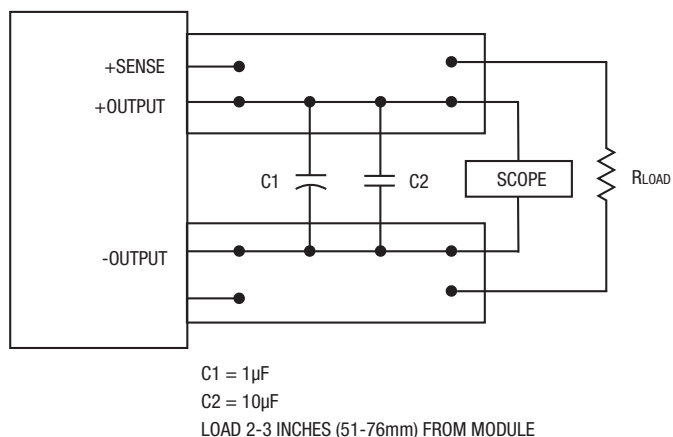 +SENSE
+OUTPUT
C1
C2
SCOPE
RLOAD
-OUTPUT
C1 = 1µF
C2 = 10µF
LOAD 2-3 INCHES (51-76mm) FROM MODULE